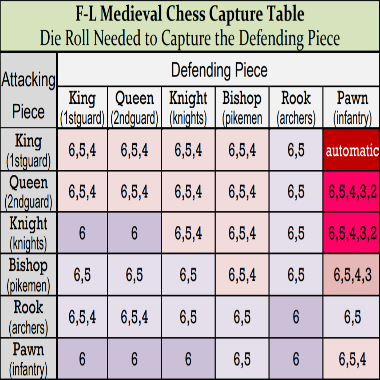 F-L Medieval Chess Capture Table
Die Roll Needed to Capture the Defending Piece
Attacking Piece
Defending Piece
King (1stguard) Queen (2ndguard) Knight (knights) Bishop (pikemen Rook (archers) Pawn (infantry)
King (1stguard) 6,5,4 6,5,4 6,5,4 6,5,4 6,5 automatic
Queen (2ndguard) 6,5,4 6,5,4 6,5,4 6,5,4 6,5 6,5,4,3,2
Knight (knights) 6 6 6,5,4 6,5,4 6,5 6,5,4,3,2
Bishop (pikemen) 6,5 6,5 6,5 6,5,4 6,5 6,5,4,3
Rook (archers) 6,5,4 6,5,4 6,5 6,5 6 6,5
Pawn (infantry) 6 6 6 6,5 6 6,5,4